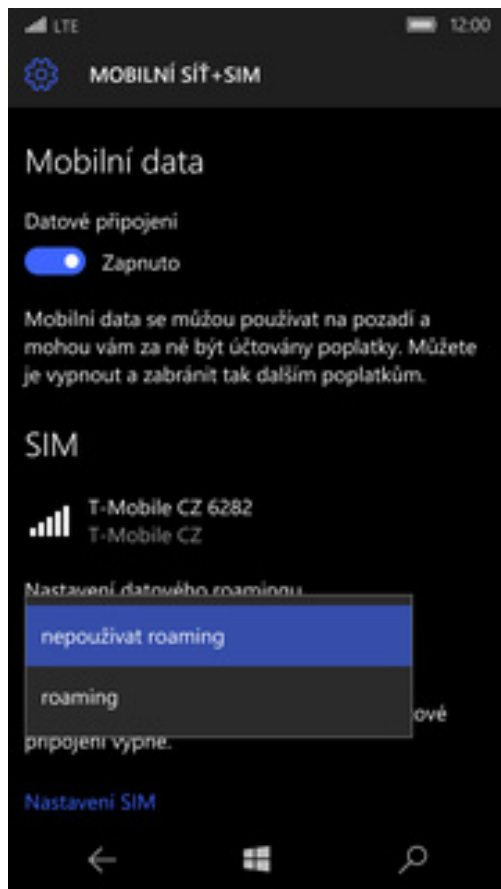 LTE 12:00
MOBILNÍ SÍŤ+SIM
Mobilní data
Datové připojení
Zapnuto
Mobilní data se můžou používat na pozadí a
mohou vám za ně být účtovány poplatky. Můžete
je vypnout a zabránit tak dalším poplatkům.
SIM
T-Mobile CZ 6282
T-Mobile CZ
Nastavení datového roamingu
nepoužívat roaming
roaming
ové
připojení vypne.
Nastavení SIM